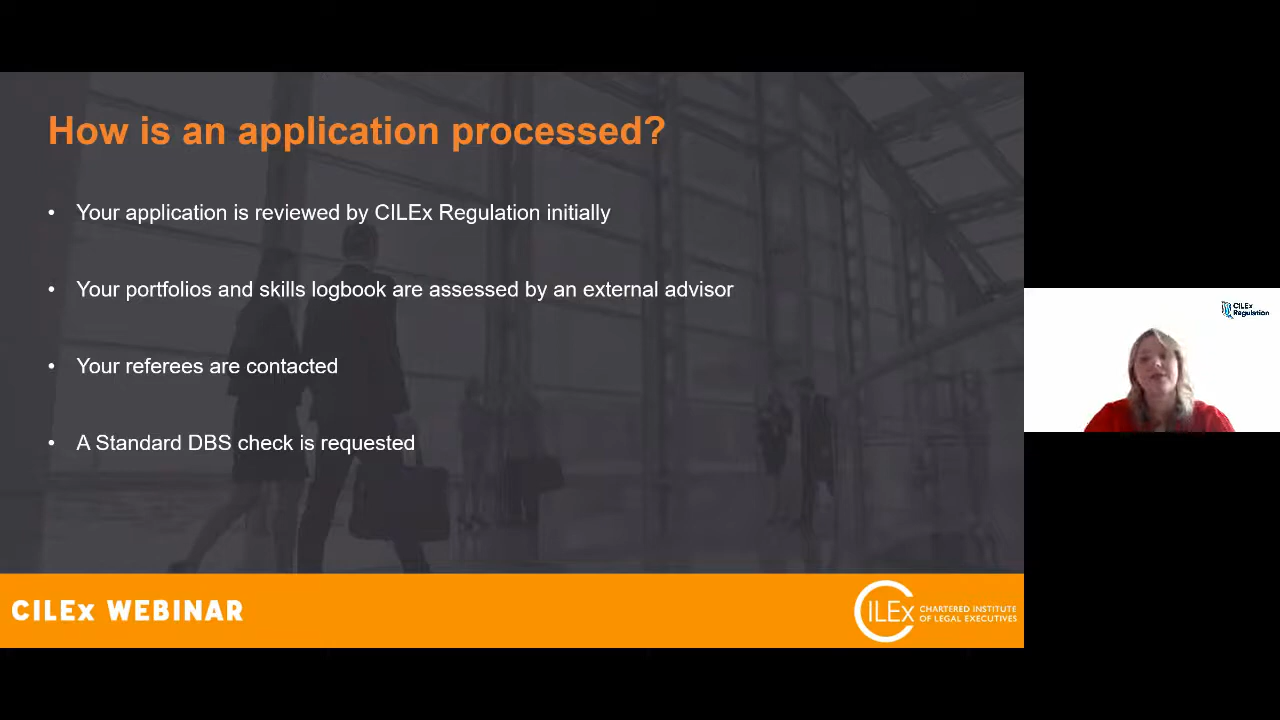 How is an application processed?
• Your application is reviewed by CILEx Regulation initially
• Your portfolios and skills logbook are assessed by an external advisor
• Your referees are contacted
• A Standard DBS check is requested
CILEx
Regulation
CILEx WEBINAR
CILEx
CHARTERED INSTITUTE
OF LEGAL EXECUTIVES